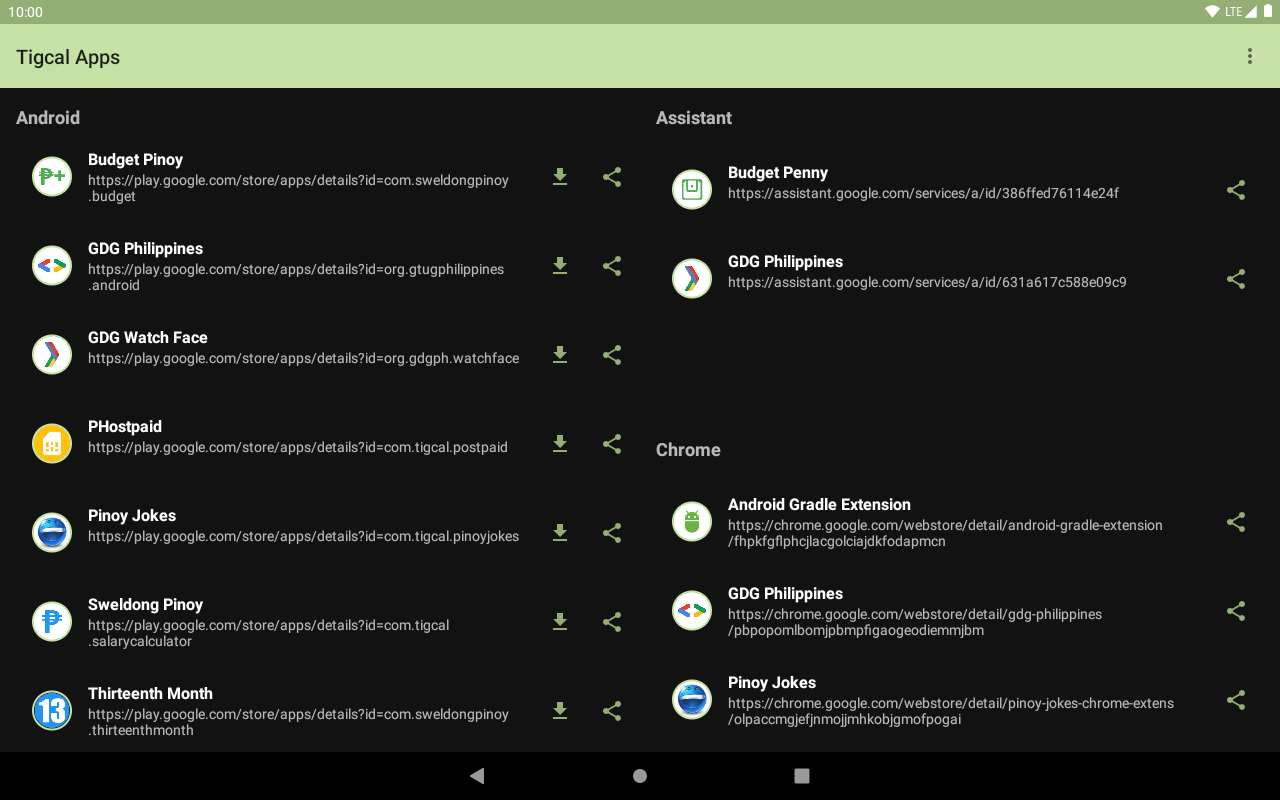 10:00
LTE
Tigcal Apps
Android
Budget Pinoy
https://play.google.com/store/apps/details?id=com.sweldongpinoy
.budget
GDG Philippines
https://play.google.com/store/apps/details?id=org.gtugphilippines
.android
GDG Watch Face
https://play.google.com/store/apps/details?id=org.gdgph.watchface
PHostpaid
https://play.google.com/store/apps/details?id=com.tigcal.postpaid
Pinoy Jokes
https://play.google.com/store/apps/details?id=com.tigcal.pinoyjokes
Sweldong Pinoy
https://play.google.com/store/apps/details?id=com.tigcal
.salarycalculator
13
Thirteenth Month
https://play.google.com/store/apps/details?id=com.sweldongpinoy
.thirteenthmonth
Assistant
Budget Penny
https://assistant.google.com/services/a/id/386ffed76114e24f
GDG Philippines
https://assistant.google.com/services/a/id/631a617c588e09c9
Chrome
Android Gradle Extension
https://chrome.google.com/webstore/detail/android-gradle-extension
/fhpkfgflphcjlacgolciajdkfodapmcn
GDG Philippines
https://chrome.google.com/webstore/detail/gdg-philippines
/pbpopomlbomjpbmpfigaogeodiemmjbm
Pinoy Jokes
https://chrome.google.com/webstore/detail/pinoy-jokes-chrome-extens
/olpaccmgjefjnmojjmhkobjgmofpogai